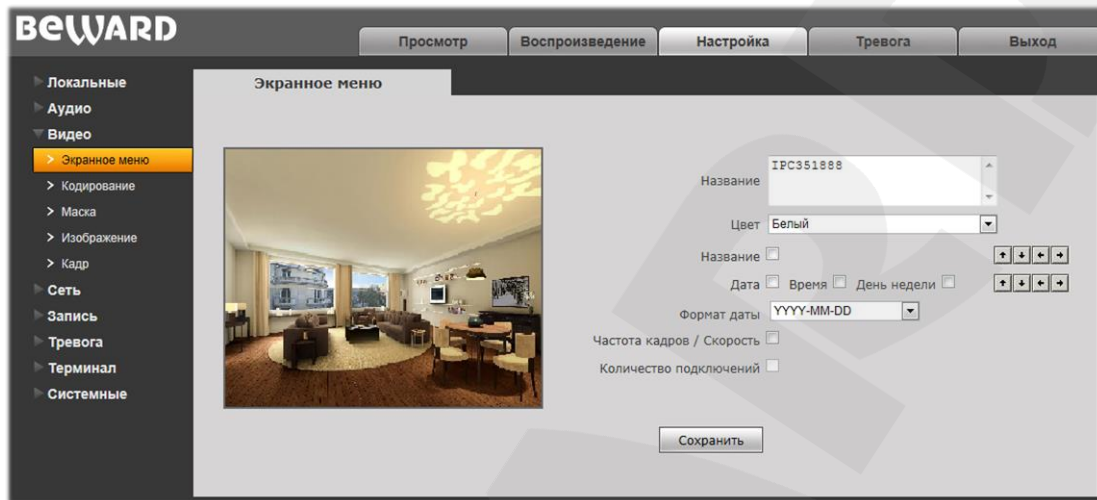 BEWARD
Просмотр
Воспроизведение
Настройка
Тревога
Выход
Локальные
Аудио
Видео
Экранное меню
Кодирование
Маска
Изображение
Кадр
Сеть
Запись
Тревога
Терминал
Системные
Экранное меню
Название IPC351888
Цвет Белый
Название
Дата Время День недели
Формат даты YYYY-MM-DD
Частота кадров / Скорость
Количество подключений
Сохранить